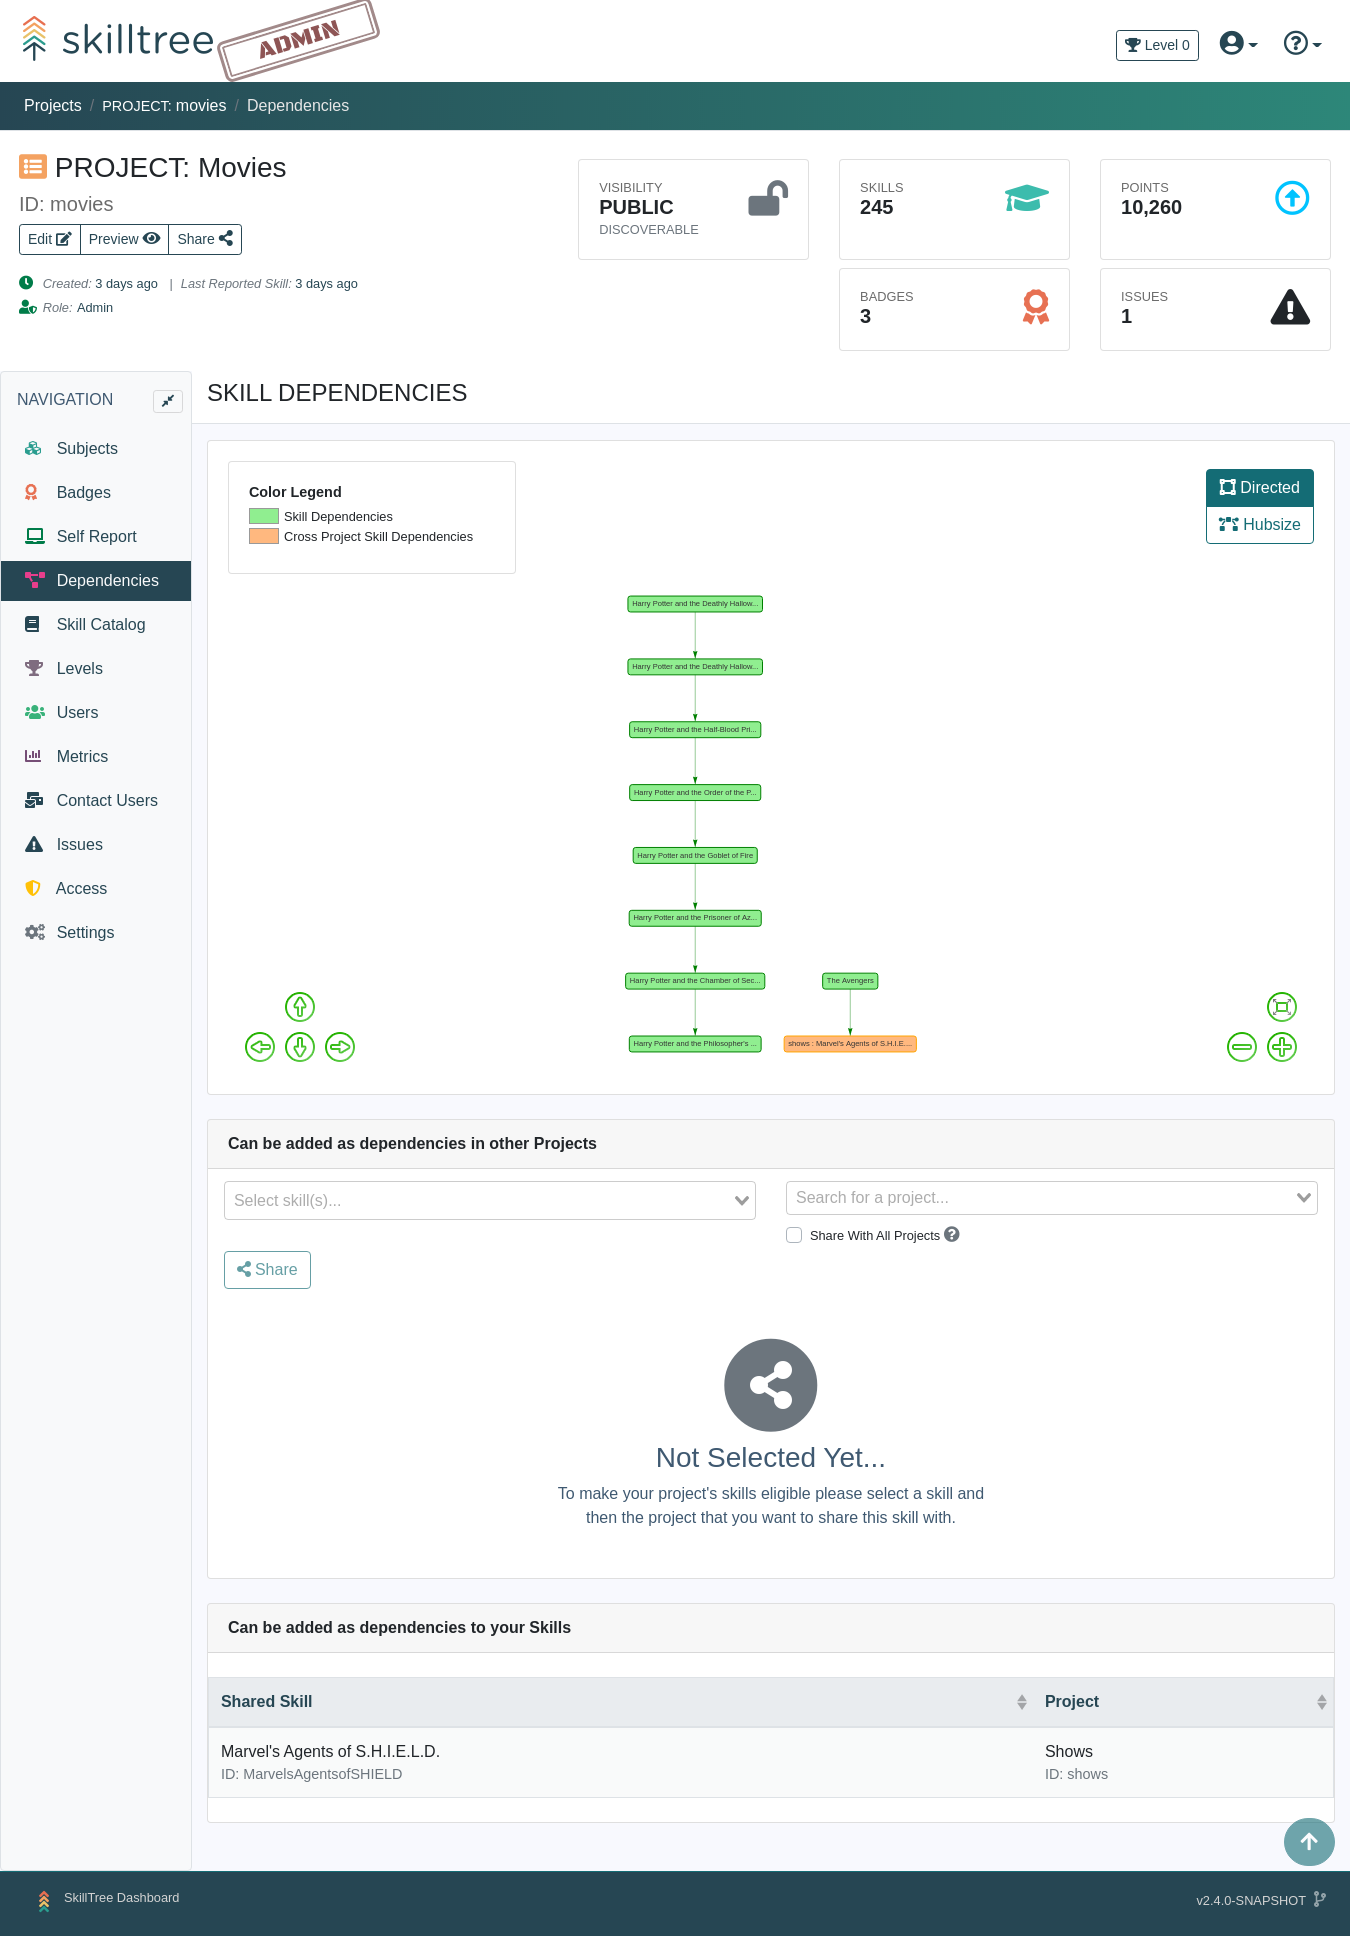 skilltree
ADMIN
Level 0
Projects / PROJECT: movies / Dependencies
PROJECT: Movies
ID: movies
Edit Preview Share
Created: 3 days ago | Last Reported Skill: 3 days ago
Role: Admin
VISIBILITY
PUBLIC
DISCOVERABLE
SKILLS
245
POINTS
10,260
BADGES
3
ISSUES
1
NAVIGATION
Subjects
Badges
Self Report
Dependencies
Skill Catalog
Levels
Users
Metrics
Contact Users
Issues
Access
Settings
SKILL DEPENDENCIES
Color Legend
Skill Dependencies
Cross Project Skill Dependencies
Directed
Hubsize
Harry Potter and the Deathly Hallow...
Harry Potter and the Deathly Hallow...
Harry Potter and the Half-Blood Pri...
Harry Potter and the Order of the P...
Harry Potter and the Goblet of Fire
Harry Potter and the Prisoner of Az...
Harry Potter and the Chamber of Sec...
The Avengers
Harry Potter and the Philosopher's ...
shows : Marvel's Agents of S.H.I.E....
Can be added as dependencies in other Projects
Select skill(s)...
Search for a project...
Share With All Projects
Share
Not Selected Yet...
To make your project's skills eligible please select a skill and
then the project that you want to share this skill with.
Can be added as dependencies to your Skills
Shared Skill Project
Marvel's Agents of S.H.I.E.L.D. Shows
ID: MarvelsAgentsofSHIELD ID: shows
SkillTree Dashboard
v2.4.0-SNAPSHOT